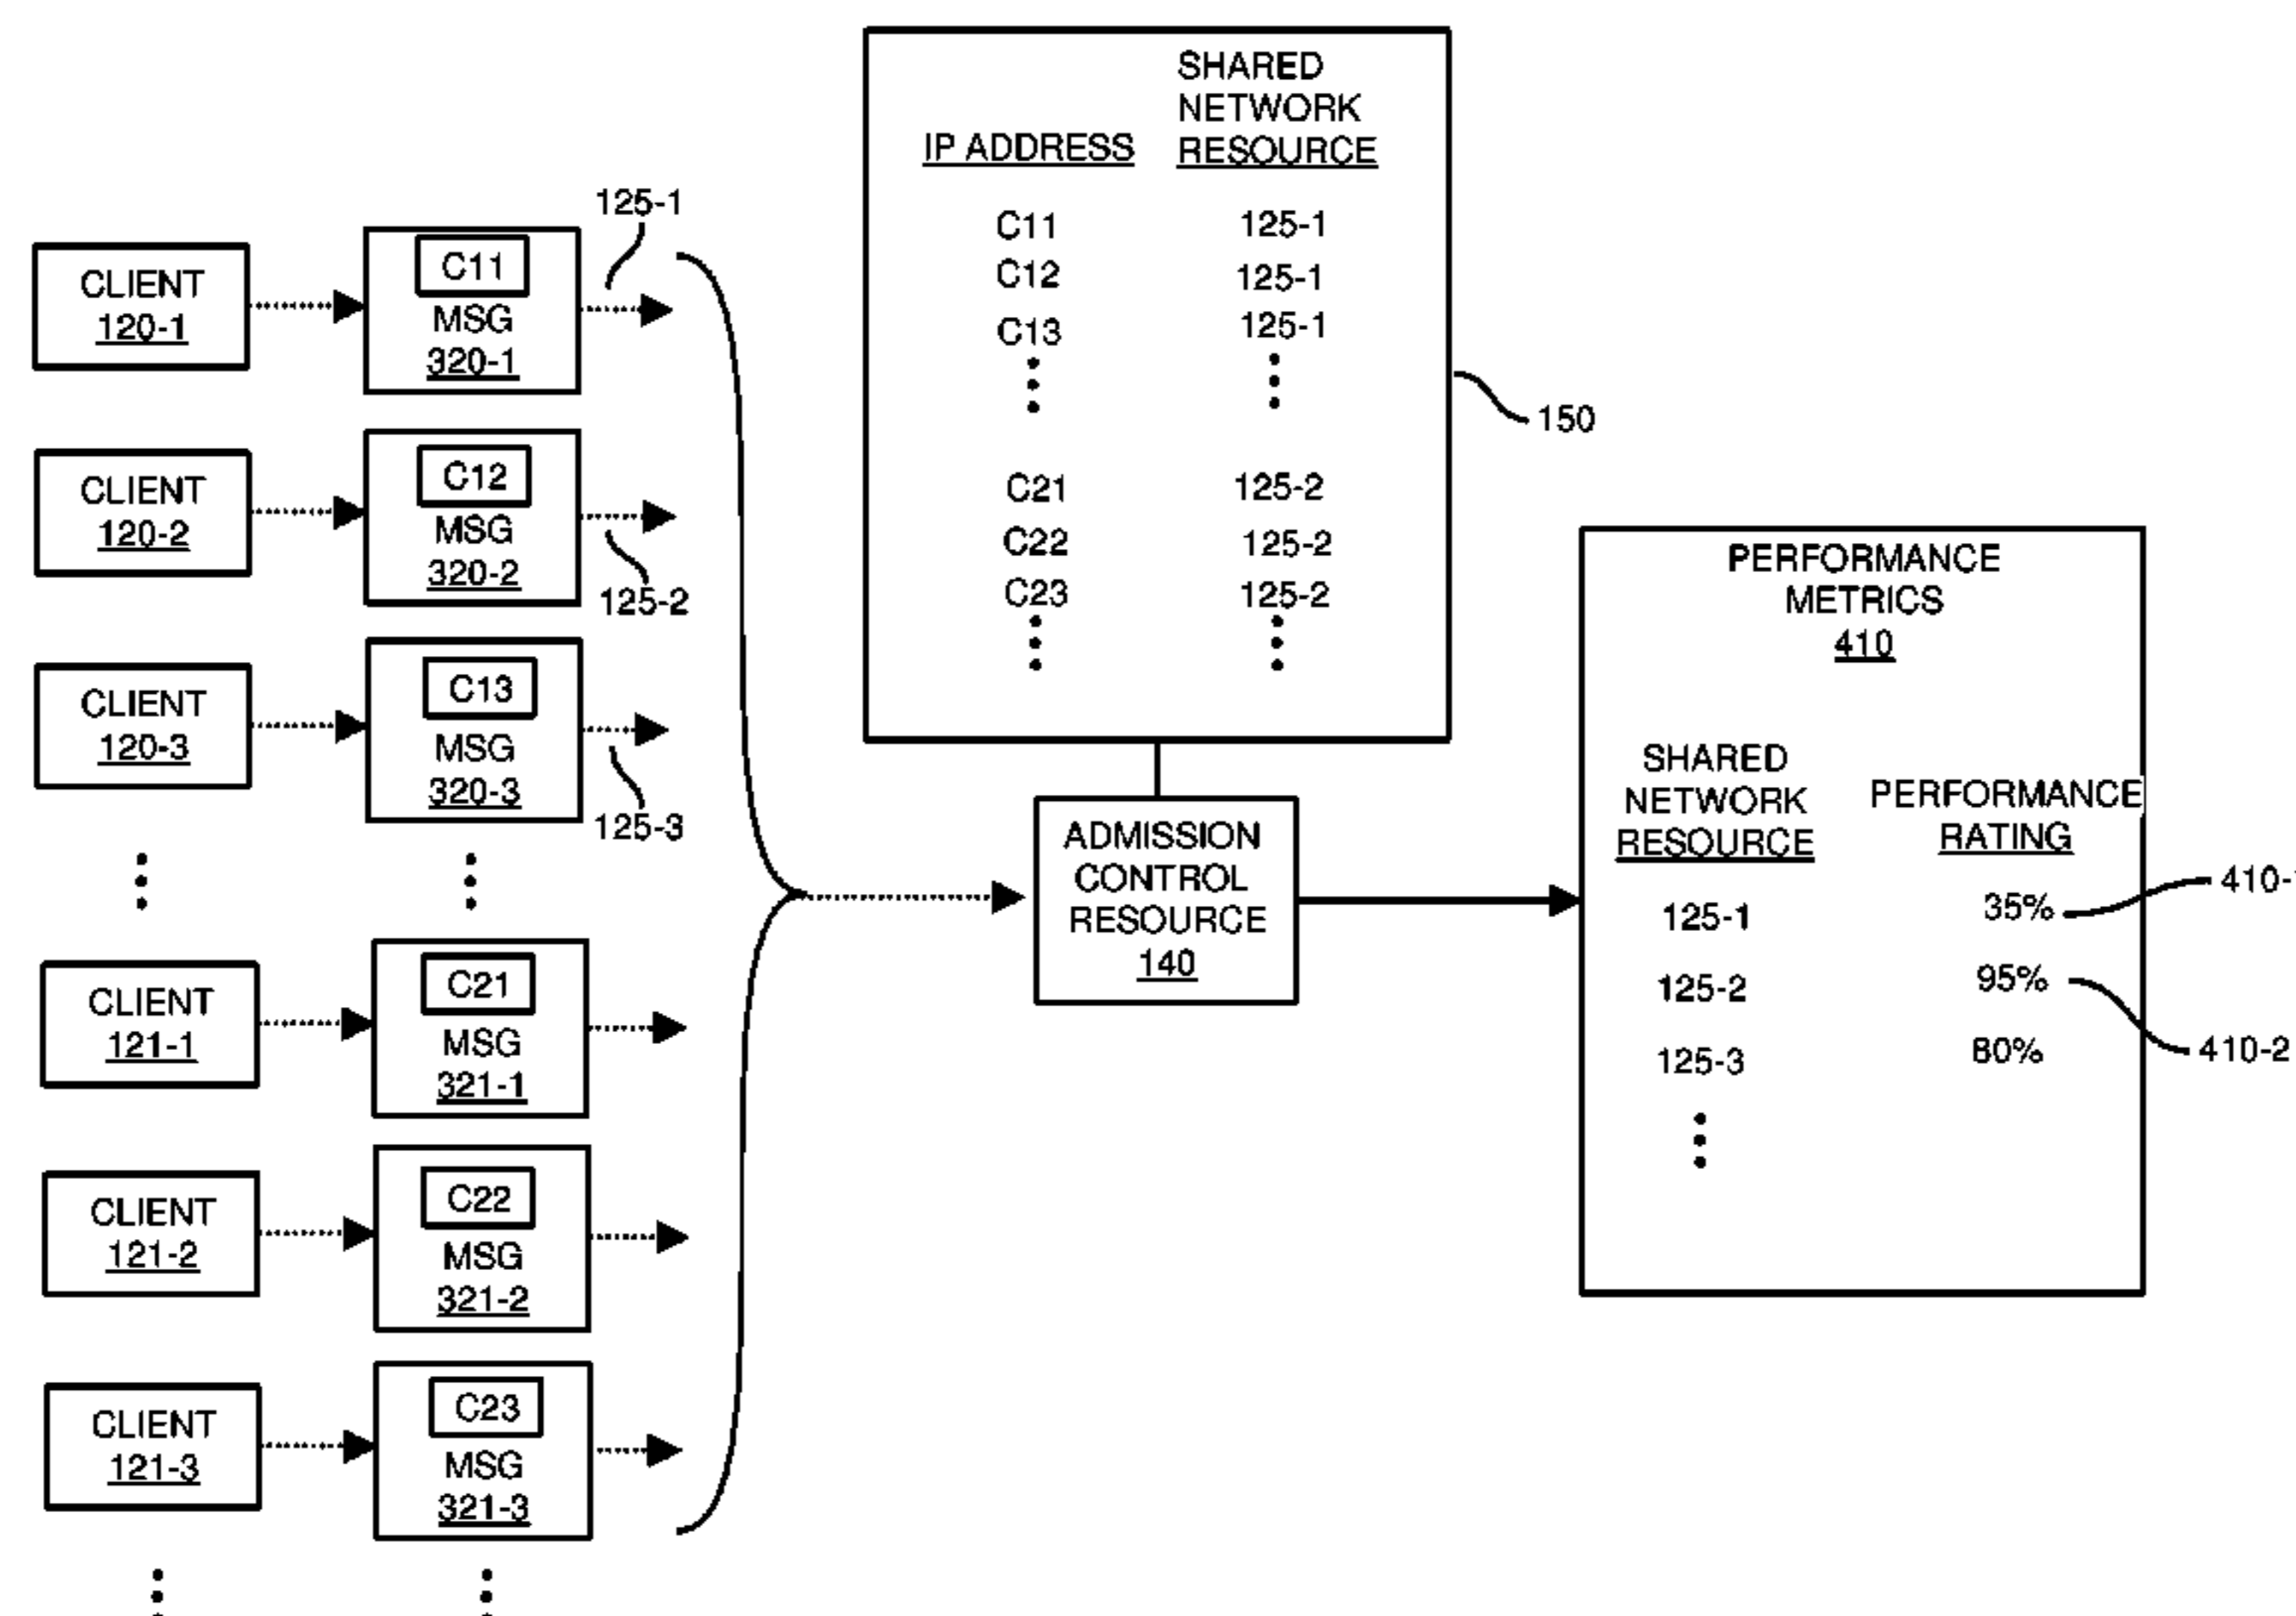 SHARED
NETWORK
RESOURCE
IP ADDRESS
C11 125-1
C12 125-1
C13 125-1
C21 125-2
C22 125-2
C23 125-2
150
CLIENT
120-1
C11
MSG
320-1
125-1
CLIENT
120-2
C12
MSG
320-2
125-2
CLIENT
120-3
C13
MSG
320-3
125-3
CLIENT
121-1
C21
MSG
321-1
CLIENT
121-2
C22
MSG
321-2
CLIENT
121-3
C23
MSG
321-3
ADMISSION
CONTROL
RESOURCE
140
PERFORMANCE
METRICS
410
SHARED
NETWORK
RESOURCE
PERFORMANCE
RATING
125-1 35%
125-2 95%
125-3 80%
410-1
410-2